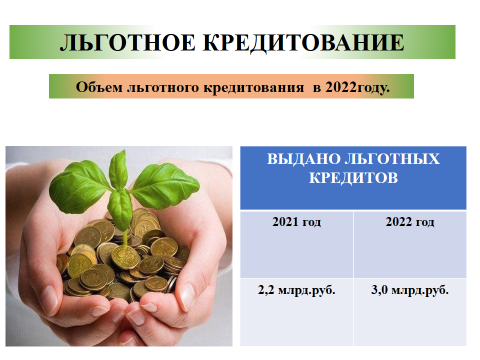 ЛЬГОТНОЕ КРЕДИТОВАНИЕ
Объем льготного кредитования в 2022году.
ВЫДАНО ЛЬГОТНЫХ
КРЕДИТОВ
2021 год 2022 год
2,2 млрд.руб. 3,0 млрд.руб.